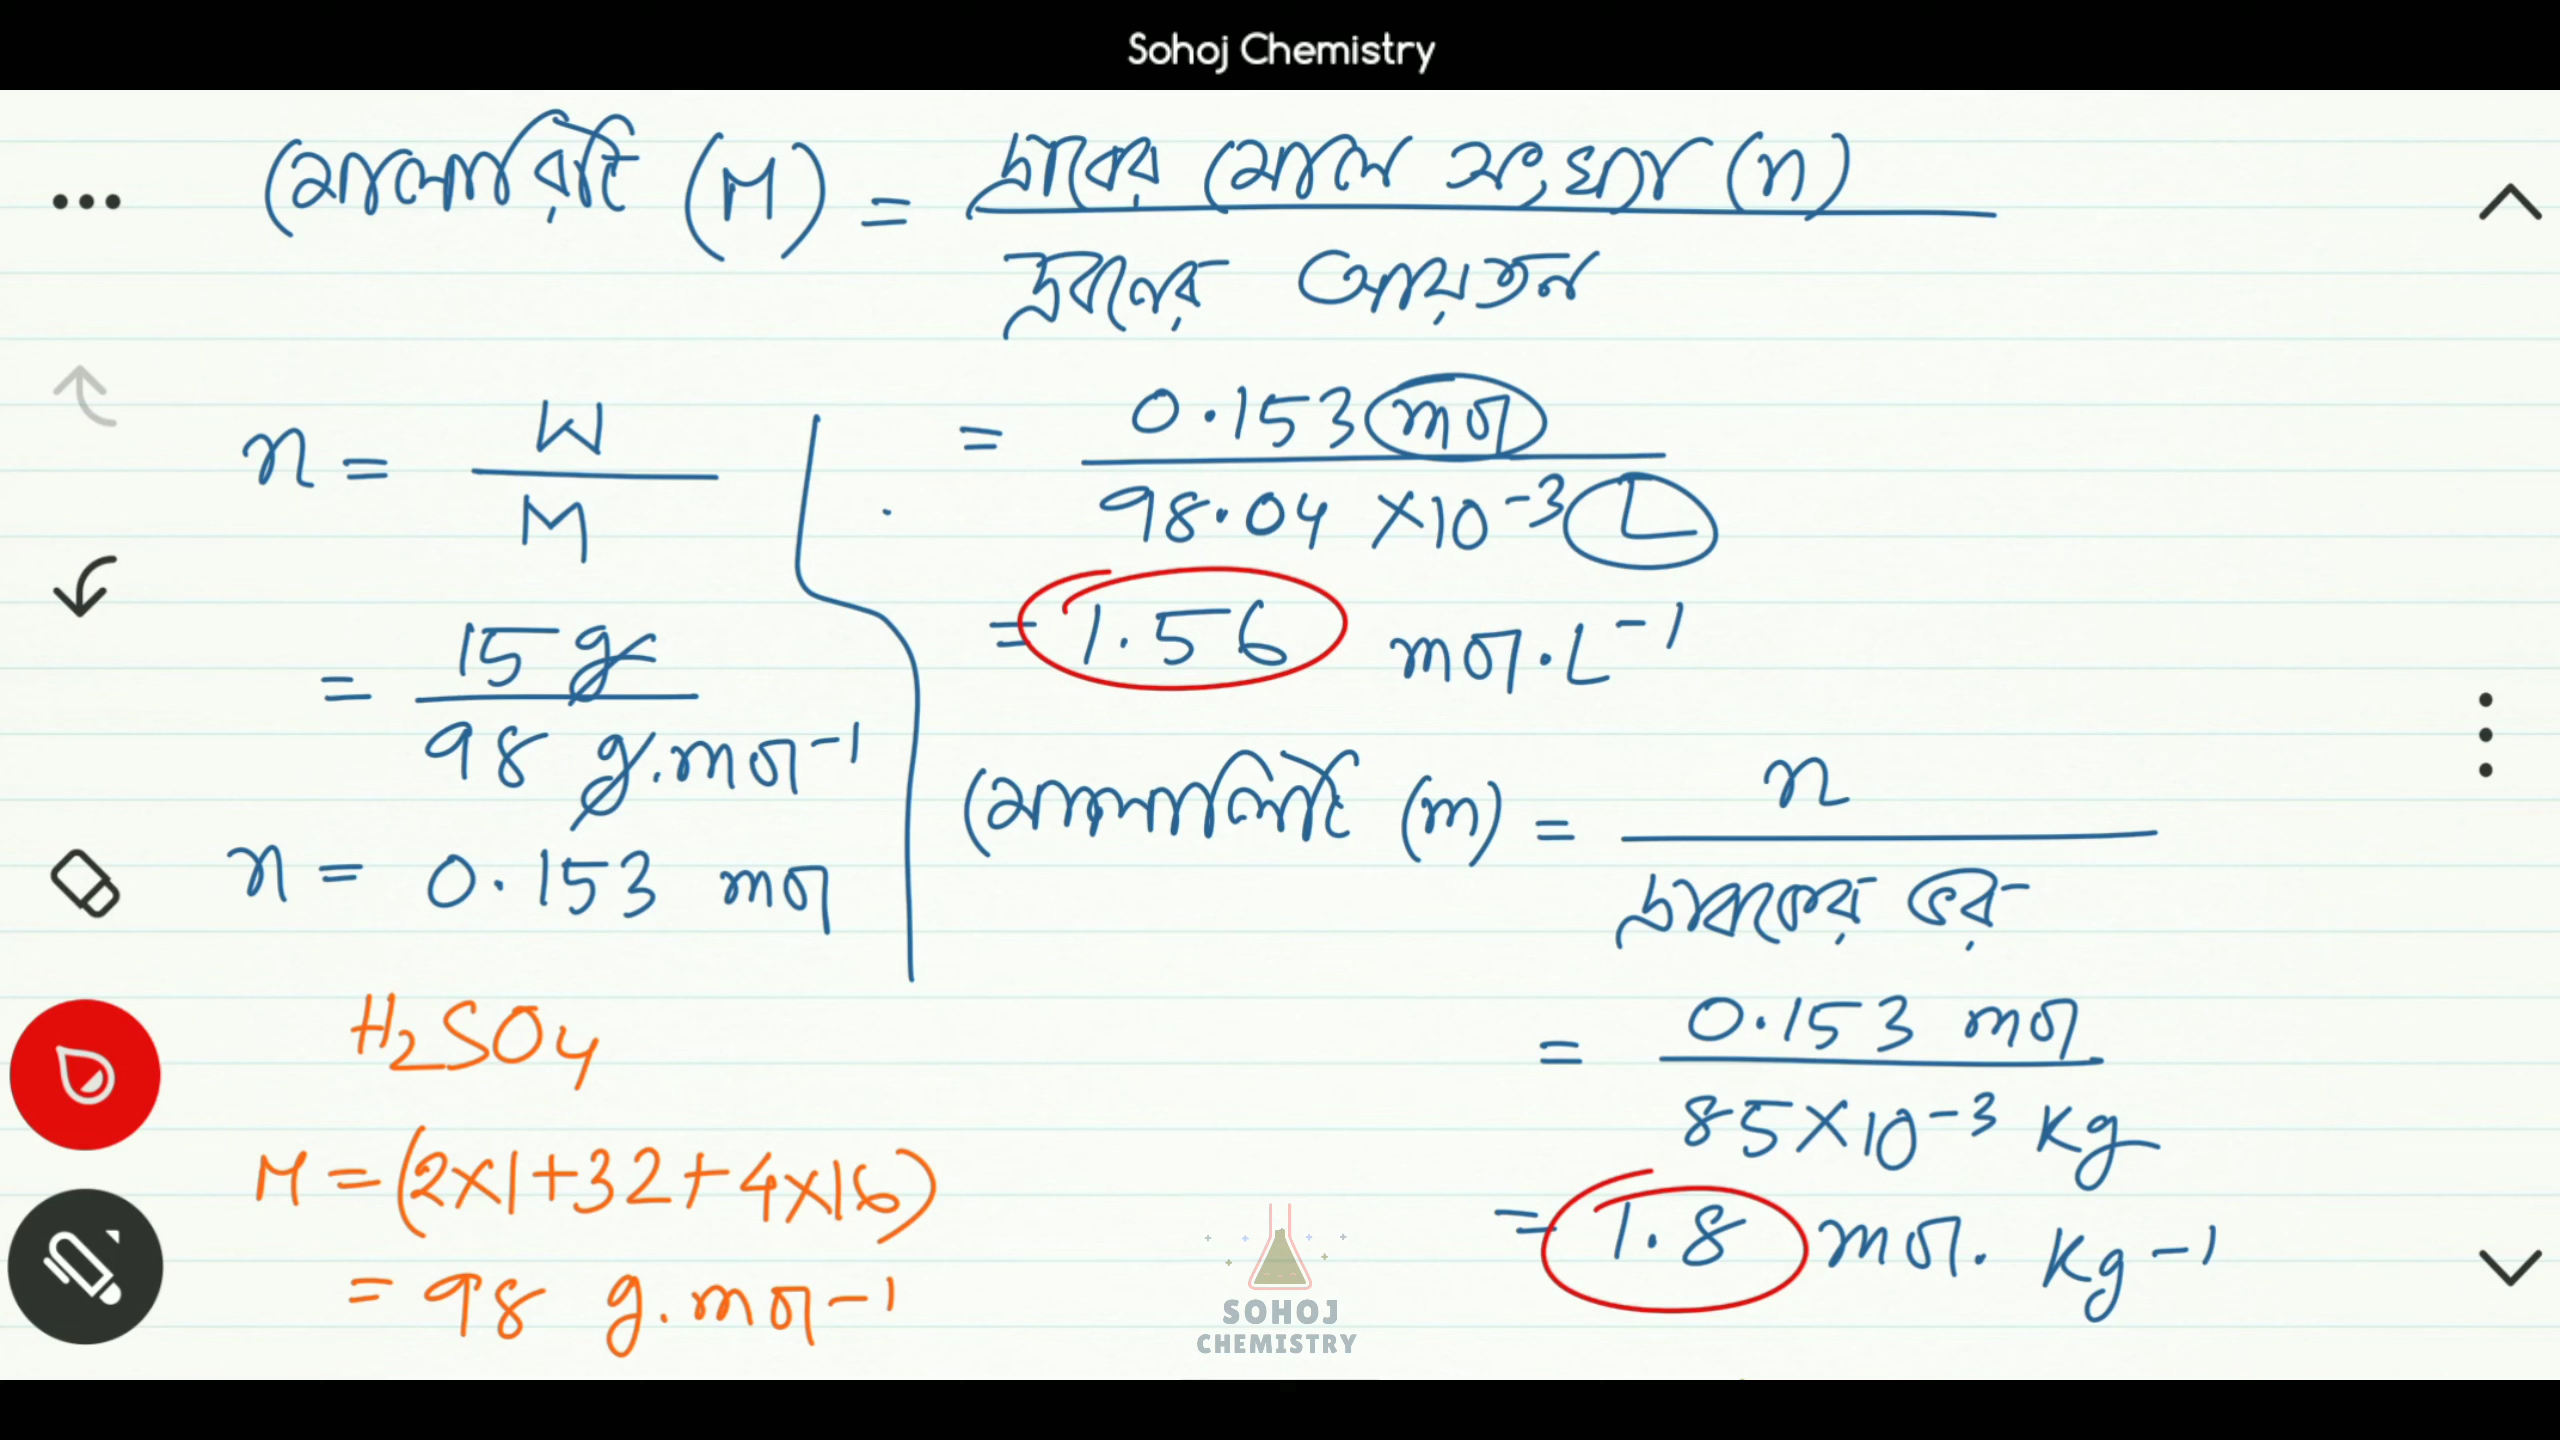 Sohoj Chemistry
মোলারিটি (M) = দ্রবের মোল সংখ্যা (n)
দ্রবনের আয়তন
n = W
M
= 15 g
98 g.mol-1
n = 0.153 mol
H2SO4
M = (2×1+32+4×16)
= 98 g.mol-1
= 0.153 mol
98.04 ×10-3 L
= 1.56 mol.L-1
মোলালিটি (m) = n
দ্রাবকের ভর
= 0.153 mol
85×10-3 kg
= 1.8 mol. kg-1
SOHOJ
CHEMISTRY